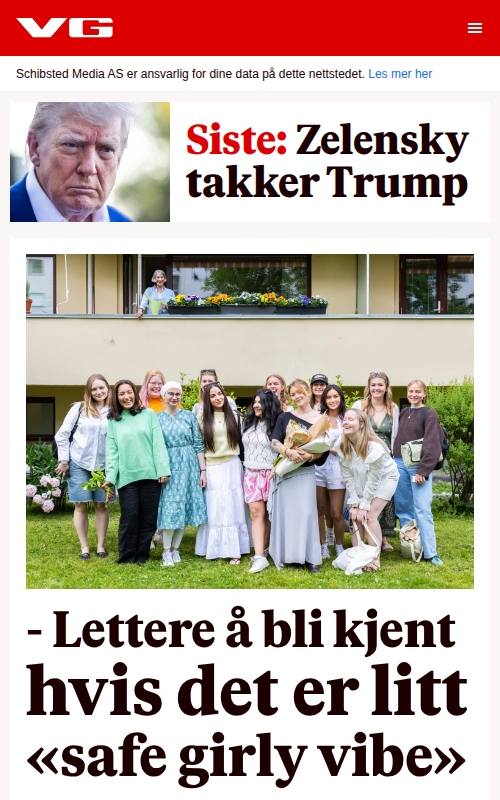 VG
Schibsted Media AS er ansvarlig for dine data på dette nettstedet. Les mer her
Siste: Zelensky
takker Trump
- Lettere å bli kjent
hvis det er litt
«safe girly vibe»